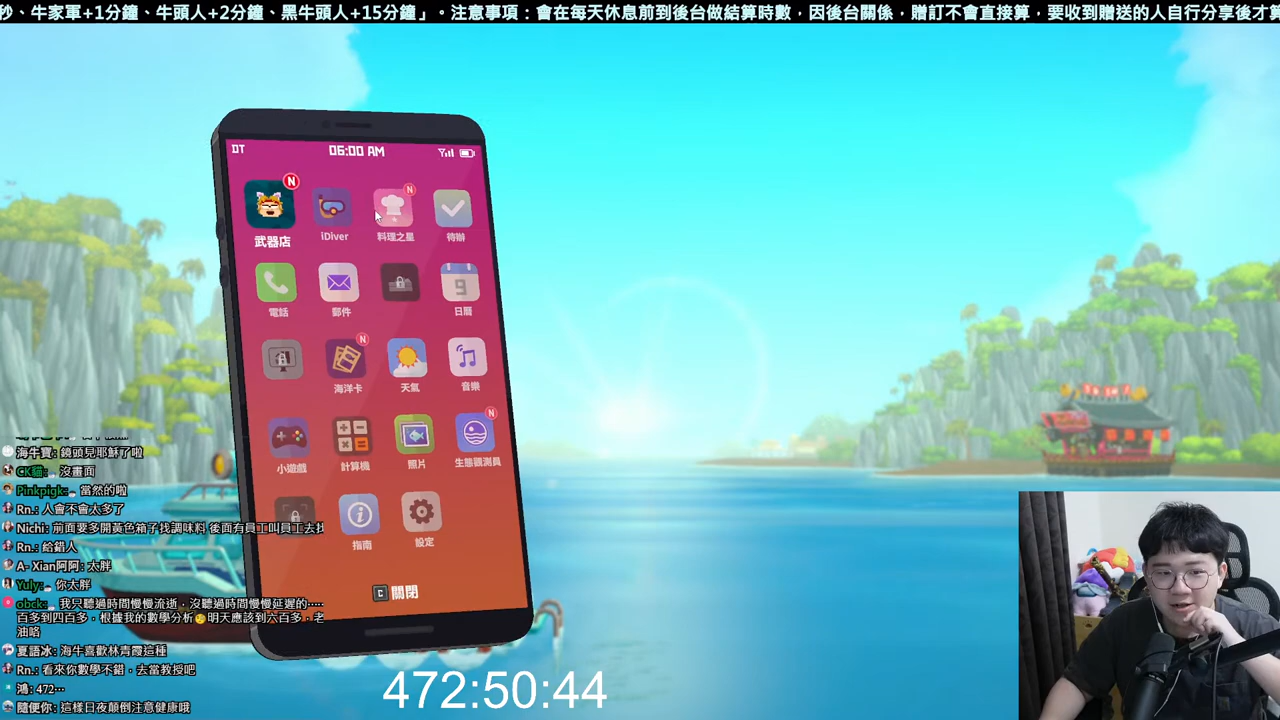 秒、牛家軍+1分鐘、牛頭人+2分鐘、黑牛頭人+15分鐘」。注意事項：會在每天休息前到後台做結算時數，因後台關係，贈訂不會直接算，要收到贈送的人自行分享後才算
DT
06:00 AM
N
N
武器店
iDiver
料理之星
待辦
電話
郵件
9
日曆
N
海洋卡
天氣
音樂
N
小遊戲
計算機
照片
生態觀測員
指南
設定
C 關閉
海牛寶: 鏡頭兒耶穌了啦
CK貓: 沒畫面
Pinkpigk: 當然的啦
Rn.: 人會不會太多了
Nichi: 前面要多開黃色箱子找調味料 後面有員工叫員工去找
Rn.: 給錯人
A- Xian阿阿: 太胖
Yuly: 你太胖
obck: 我只聽過時間慢慢流逝，沒聽過時間慢慢延遲的……
百多到四百多，根據我的數學分析🧐明天應該到六百多，老
油咯
夏語冰: 海牛喜歡林青霞這種
Rn.: 看來你數學不錯，去當教授吧
鴻: 472…
隨便你: 這樣日夜顛倒注意健康哦
472:50:44